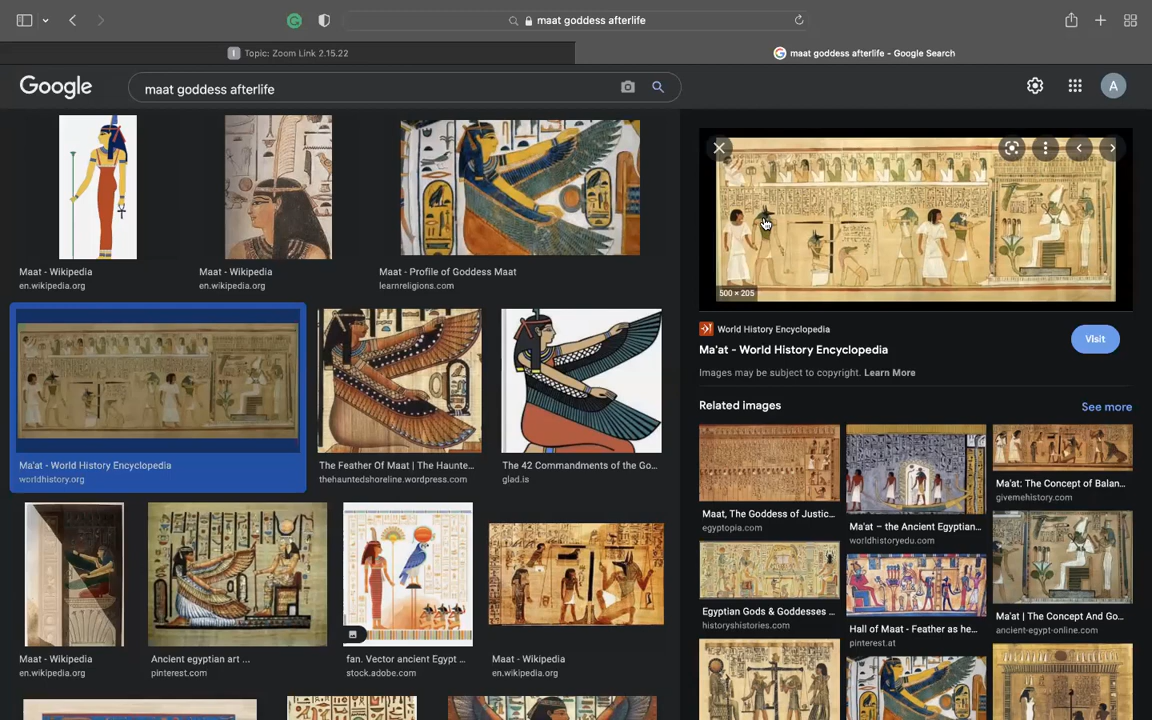 maat goddess afterlife
Topic: Zoom Link 2.15.22
maat goddess afterlife - Google Search
Google
maat goddess afterlife
A
Maat - Wikipedia
en.wikipedia.org
Maat - Wikipedia
en.wikipedia.org
Maat - Profile of Goddess Maat
learnreligions.com
Ma'at - World History Encyclopedia
worldhistory.org
The Feather Of Maat | The Haunte...
thehauntedshoreline.wordpress.com
The 42 Commandments of the Go...
glad.is
Maat - Wikipedia
en.wikipedia.org
Ancient egyptian art ...
pinterest.com
fan. Vector ancient Egypt ...
stock.adobe.com
Maat - Wikipedia
en.wikipedia.org
500 × 205
World History Encyclopedia
Ma'at - World History Encyclopedia
Visit
Images may be subject to copyright. Learn More
Related images
See more
Maat, The Goddess of Justic...
egyptopia.com
Ma'at – the Ancient Egyptian...
worldhistoryedu.com
Ma'at: The Concept of Balan...
givemehistory.com
Egyptian Gods & Goddesses ...
historyshistories.com
Hall of Maat - Feather as he...
pinterest.at
Ma'at | The Concept And Go...
ancient-egypt-online.com